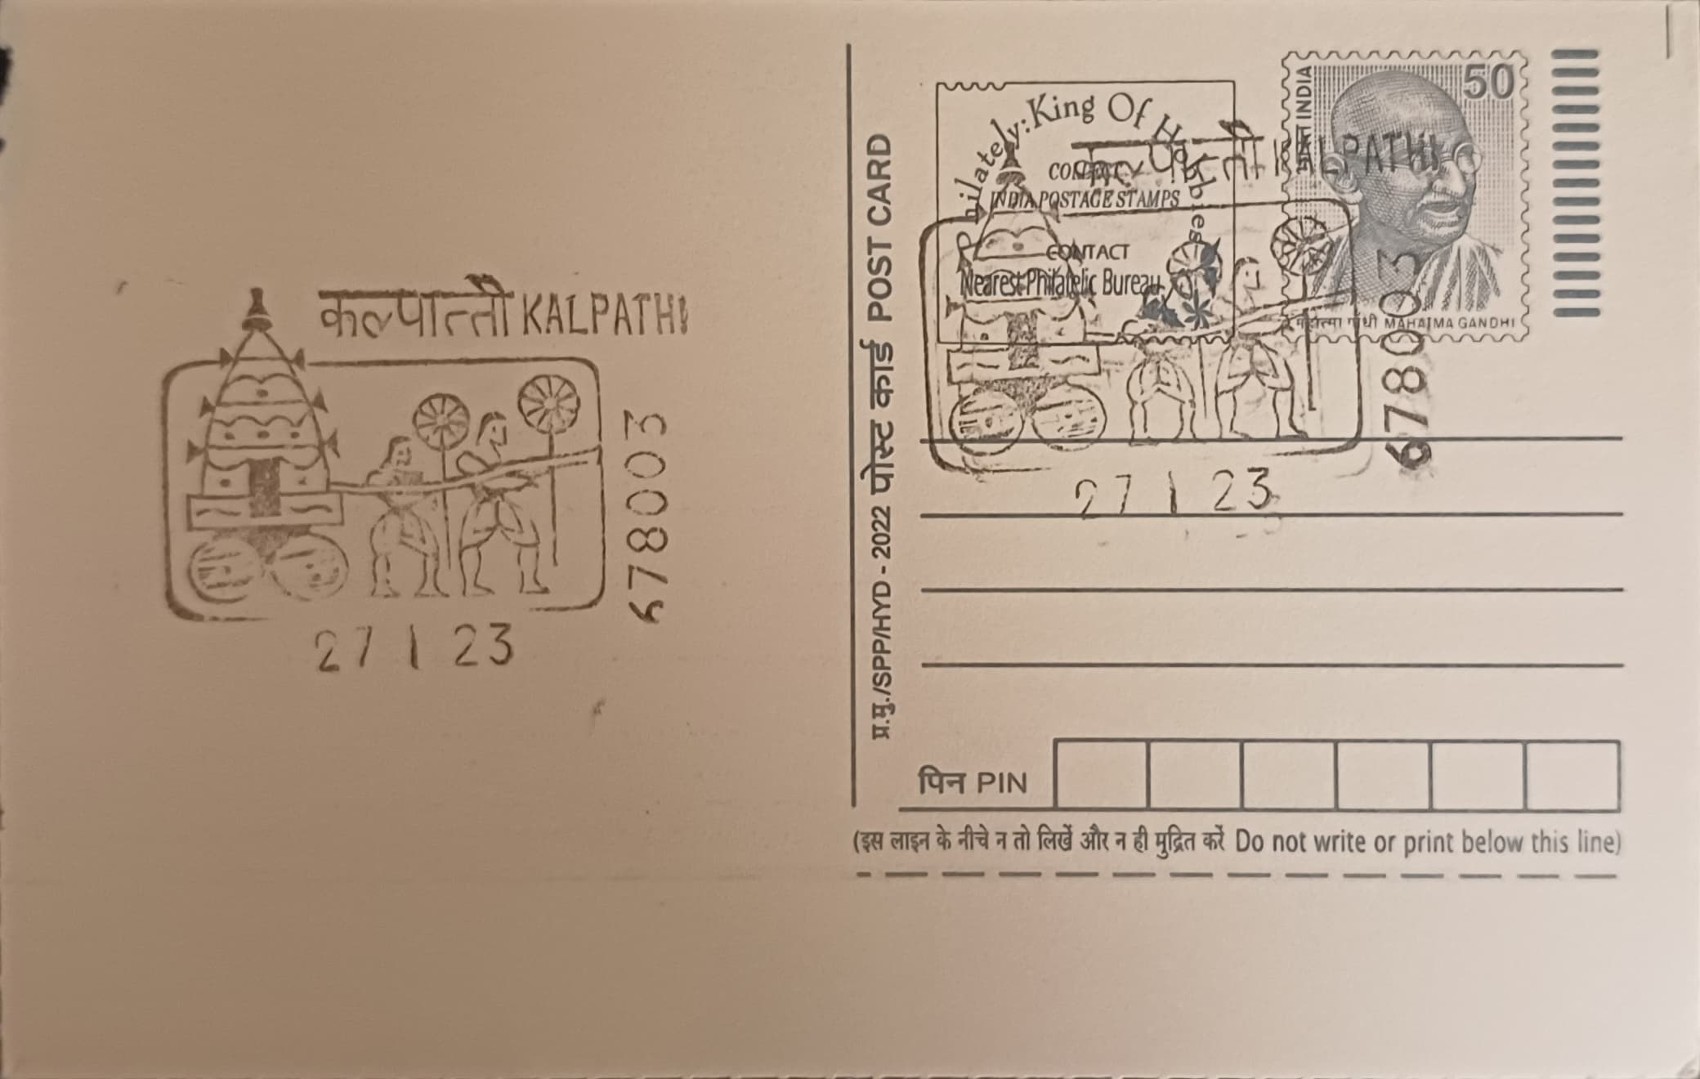 कल्पात्ती KALPATHI
678003
27 1 23
प्र.मु./SPP/HYD - 2022 पोस्ट कार्ड POST CARD
Philately:King Of Hobbies
COLLECT
INDIA POSTAGE STAMPS
CONTACT
Nearest Philatelic Bureau
कल्पात्ती KALPATHI
678003
27 1 23
भारत INDIA
50
महात्मा गांधी MAHATMA GANDHI
पिन PIN
(इस लाइन के नीचे न तो लिखें और न ही मुद्रित करें Do not write or print below this line)